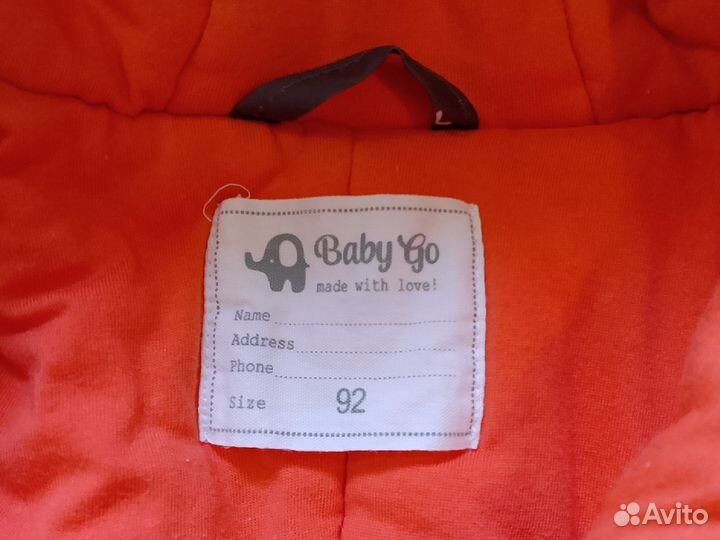 Baby Go
made with love!
Name
Address
Phone
Size 92
Avito